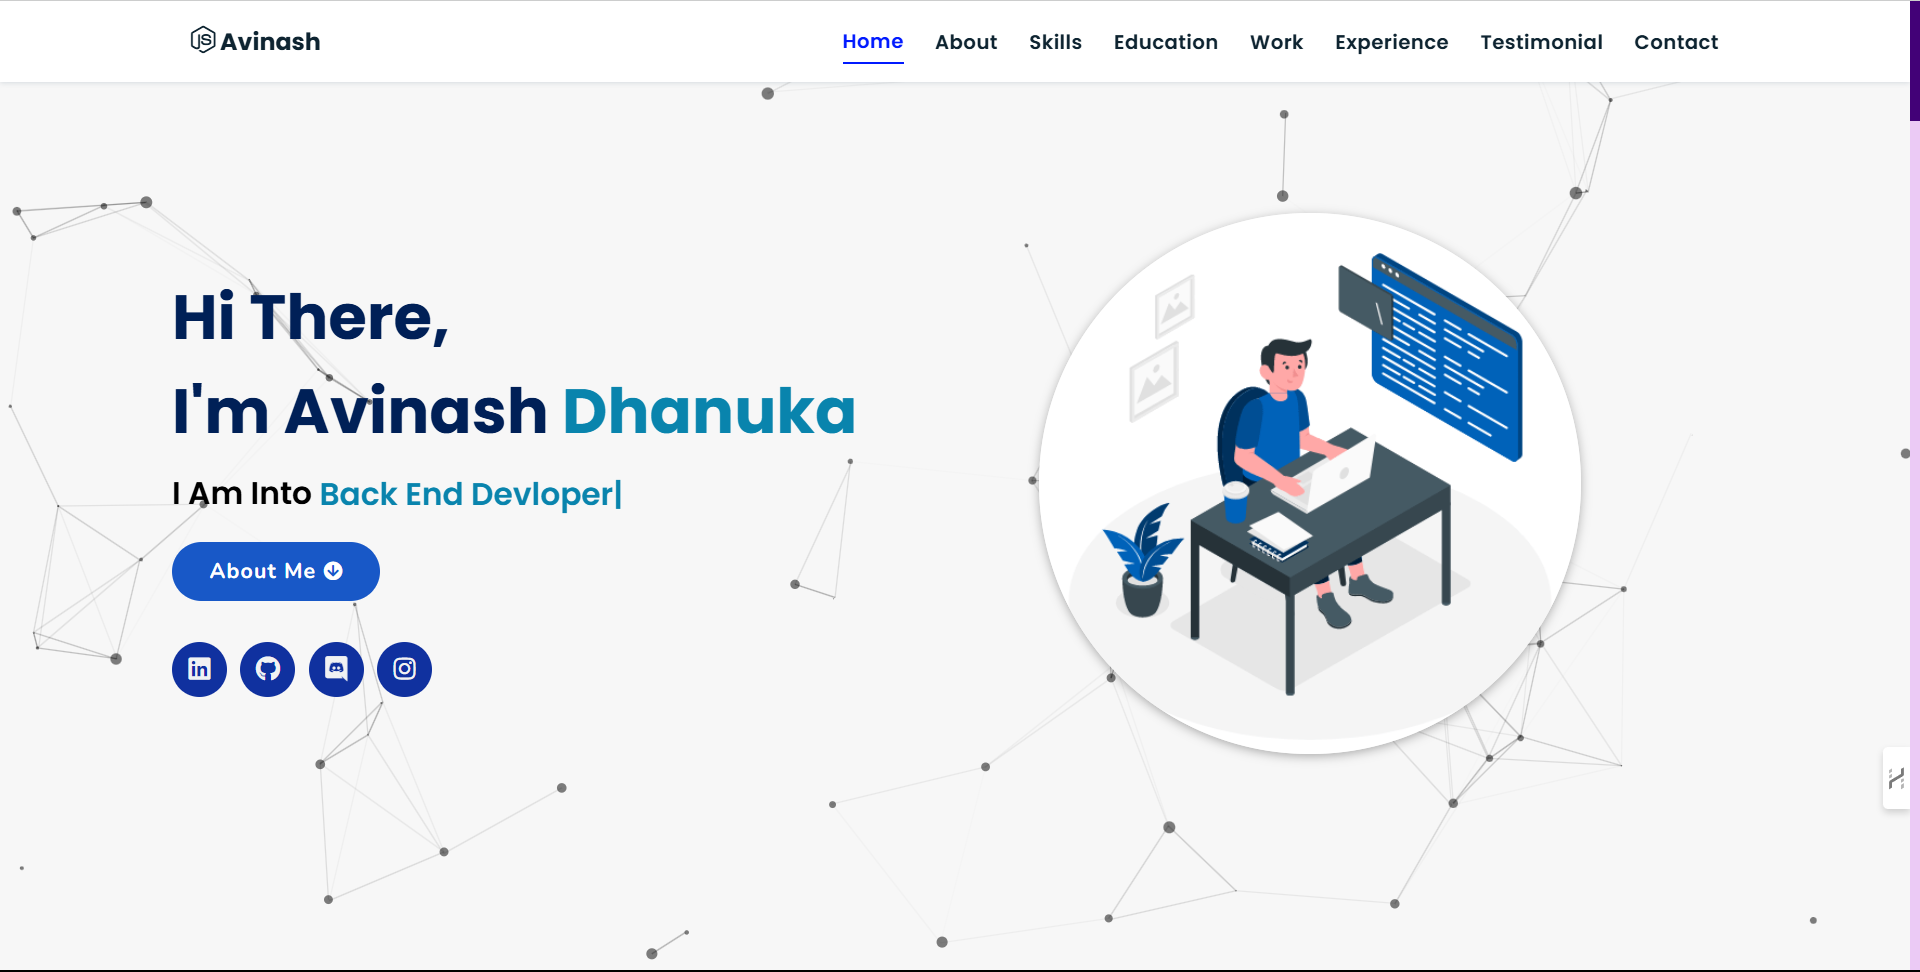 Avinash
Home About Skills Education Work Experience Testimonial Contact
Hi There,
I'm Avinash Dhanuka
I Am Into Back End Devloper|
About Me